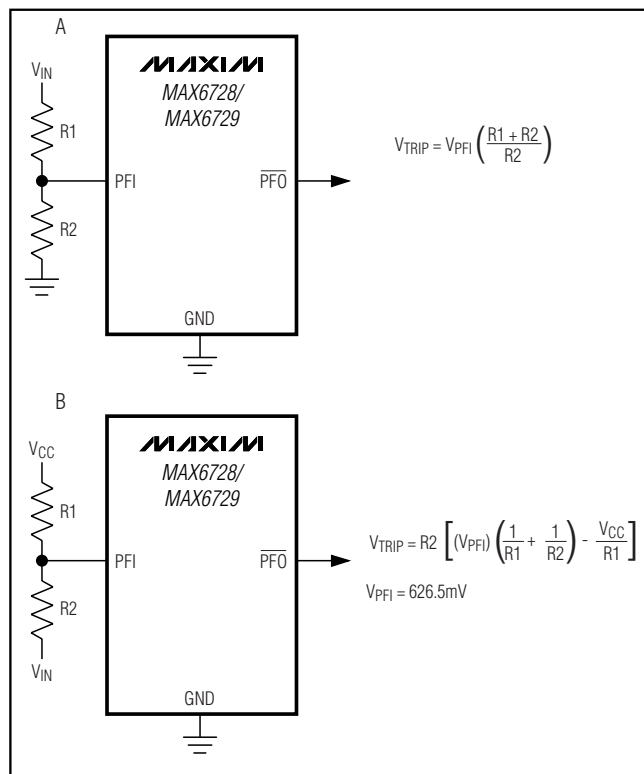 A
VIN
R1
R2
MAXIM
MAX6728/
MAX6729
PFI
PFO
GND
VTRIP = VPFI ( (R1 + R2) / R2 )
B
VCC
R1
R2
VIN
MAXIM
MAX6728/
MAX6729
PFI
PFO
GND
VTRIP = R2 [ (VPFI) ( 1/R1 + 1/R2 ) - VCC/R1 ]
VPFI = 626.5mV